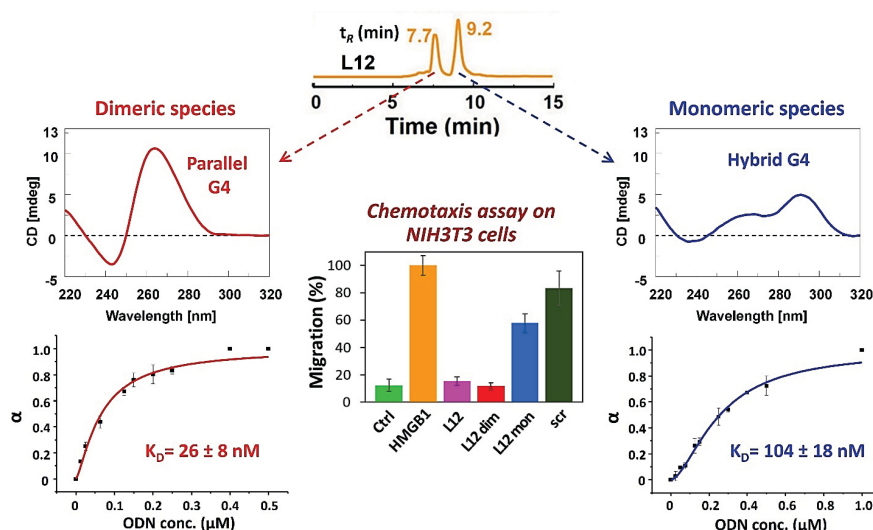 t_R (min)
7.7
9.2
L12
0
5
10
15
Time (min)
Dimeric species
13
10
5
0
-5
CD [mdeg]
Parallel
G4
220
240
260
280
300
320
Wavelength [nm]
Monomeric species
13
10
5
0
-5
CD [mdeg]
Hybrid G4
220
240
260
280
300
320
Wavelength [nm]
Chemotaxis assay on
NIH3T3 cells
100
80
60
40
20
0
Migration (%)
Ctrl
HMGB1
L12
L12 dim
L12 mon
scr
1.0
0.8
0.6
0.4
0.2
0.0
α
K_D= 26 ± 8 nM
0
0.1
0.2
0.3
0.4
0.5
ODN conc. (µM)
1.0
0.8
0.6
0.4
0.2
0.0
α
K_D= 104 ± 18 nM
0.0
0.2
0.4
0.6
0.8
1.0
ODN conc. (µM)